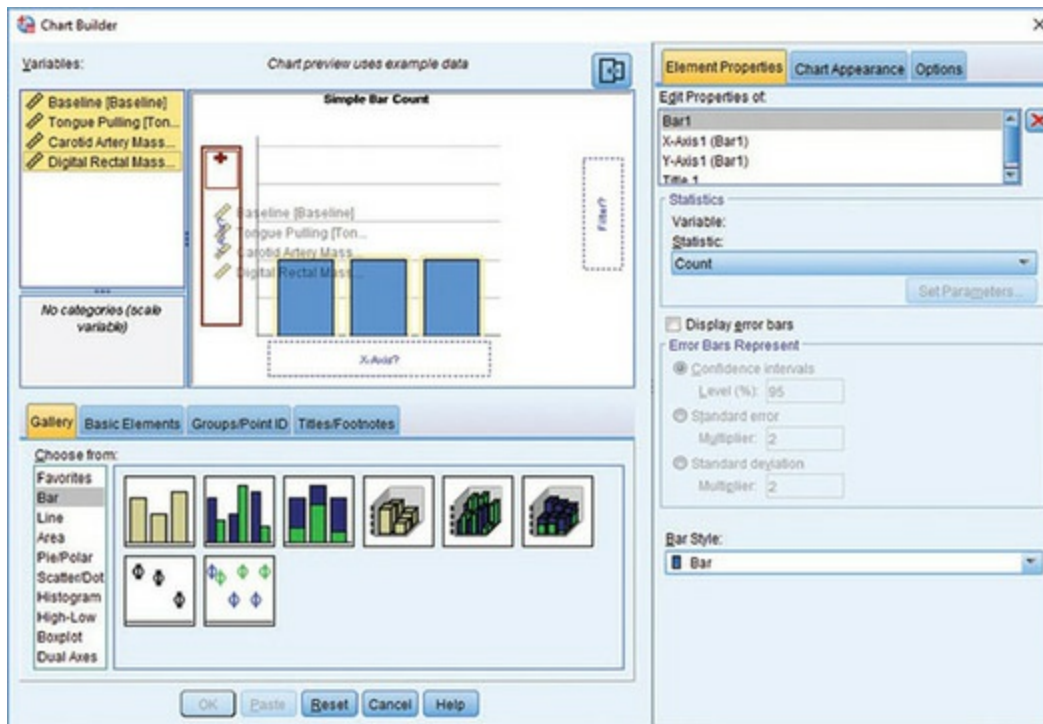 Chart Builder
Variables:
Chart preview uses example data
Baseline [Baseline]
Tongue Pulling [Ton...
Carotid Artery Mass...
Digital Rectal Mass...
No categories (scale
variable)
Simple Bar Count
Baseline [Baseline]
Tongue Pulling [Ton...
Carotid Artery Mass...
Digital Rectal Mass...
Filter?
X-Axis?
Gallery
Basic Elements
Groups/Point ID
Titles/Footnotes
Choose from:
Favorites
Bar
Line
Area
Pie/Polar
Scatter/Dot
Histogram
High-Low
Boxplot
Dual Axes
OK
Paste
Reset
Cancel
Help
Element Properties
Chart Appearance
Options
Edit Properties of:
Bar1
X-Axis1 (Bar1)
Y-Axis1 (Bar1)
Title 1
Statistics
Variable:
Statistic:
Count
Set Parameters...
Display error bars
Error Bars Represent
Confidence intervals
Level (%): 95
Standard error
Multiplier: 2
Standard deviation
Multiplier: 2
Bar Style:
Bar